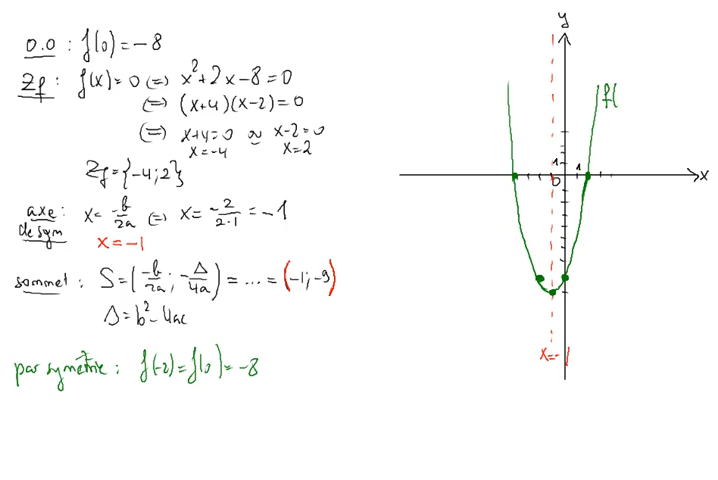 O.O : f(0) = -8
Zf : f(x) = 0 (=) x² + 2x - 8 = 0
(=) (x+4)(x-2) = 0
(=) x+4=0 x-2=0
x=-4 x=2
Zf = {-4;2}
axe de sym : x = -b/2a (=) x = -2/2·1 = -1
x = -1
sommet : S = (-b/2a ; -Δ/4a) = ... = (-1;-9)
Δ = b² - 4ac
par symétrie : f(-2) = f(0) = -8
y
f(
1
0
1
x
x=-1